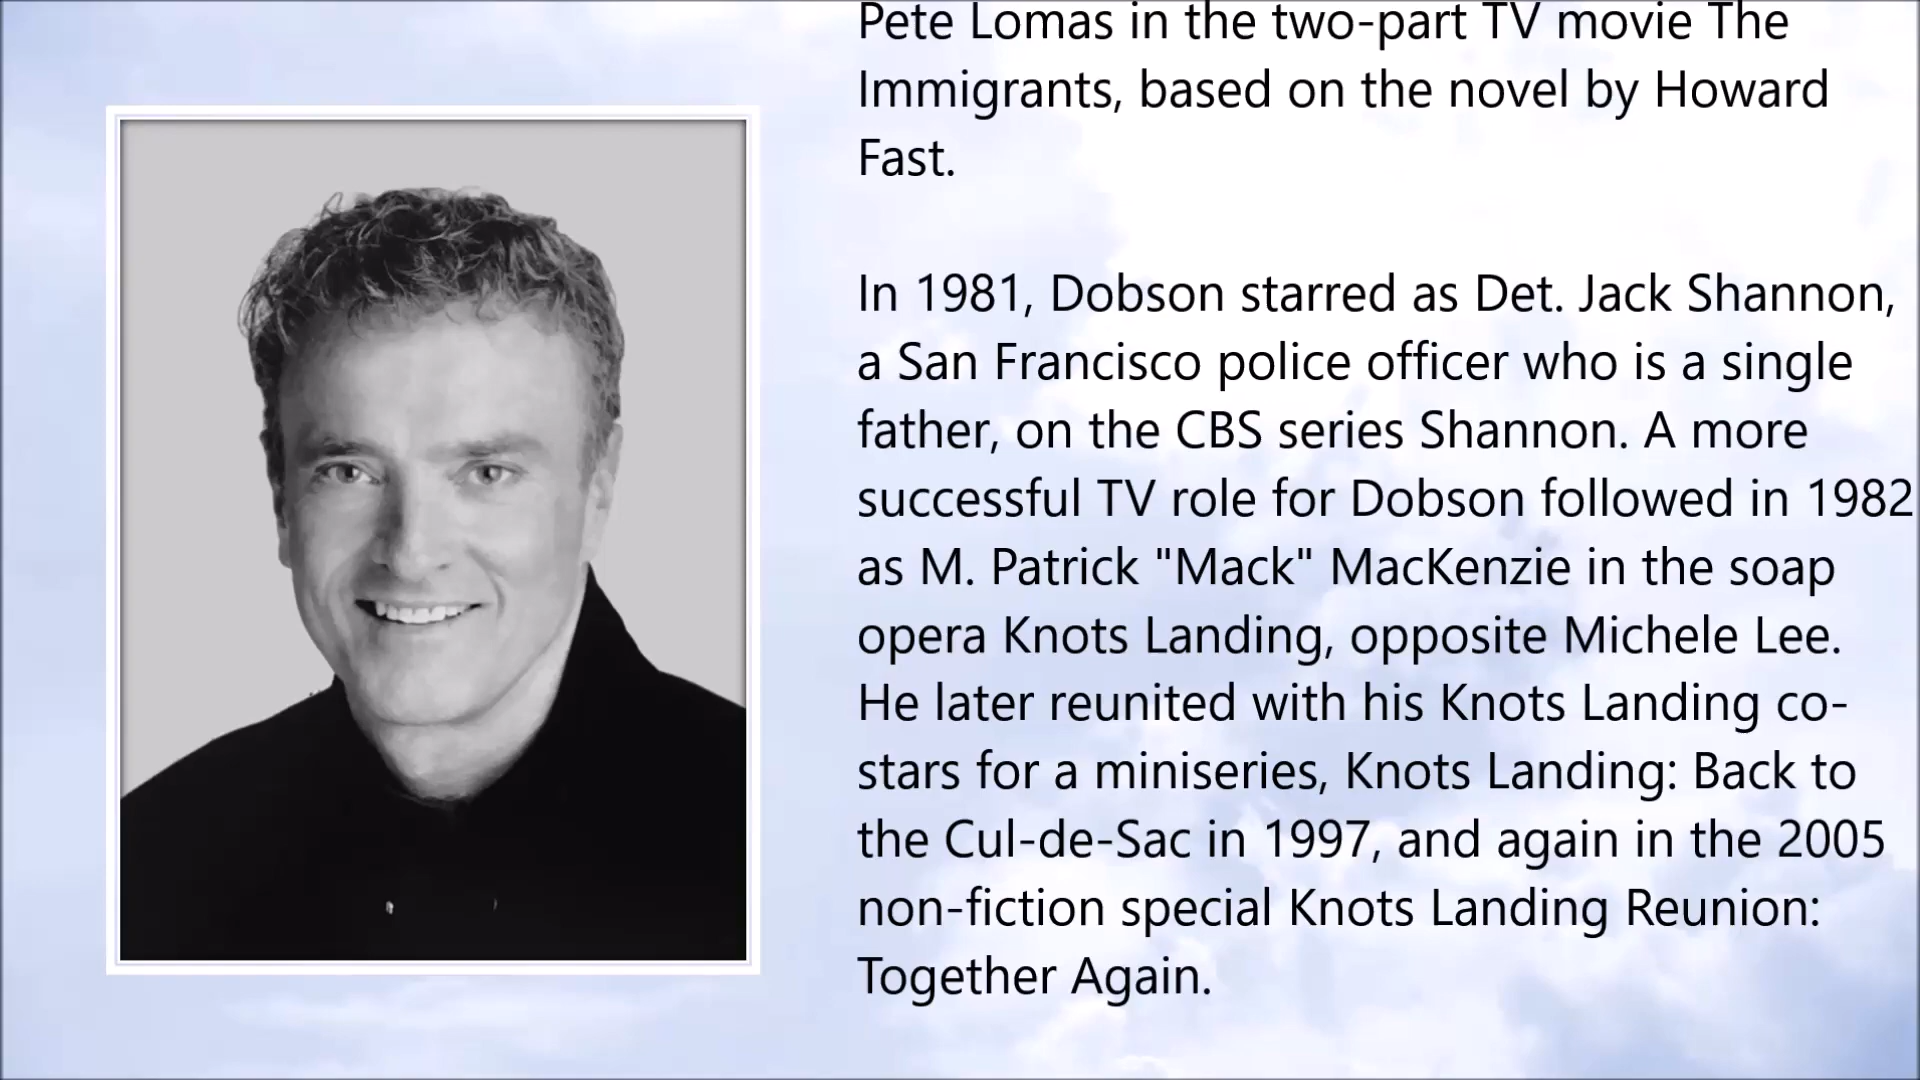 Pete Lomas in the two-part TV movie The
Immigrants, based on the novel by Howard
Fast.
In 1981, Dobson starred as Det. Jack Shannon,
a San Francisco police officer who is a single
father, on the CBS series Shannon. A more
successful TV role for Dobson followed in 1982
as M. Patrick "Mack" MacKenzie in the soap
opera Knots Landing, opposite Michele Lee.
He later reunited with his Knots Landing co-
stars for a miniseries, Knots Landing: Back to
the Cul-de-Sac in 1997, and again in the 2005
non-fiction special Knots Landing Reunion:
Together Again.